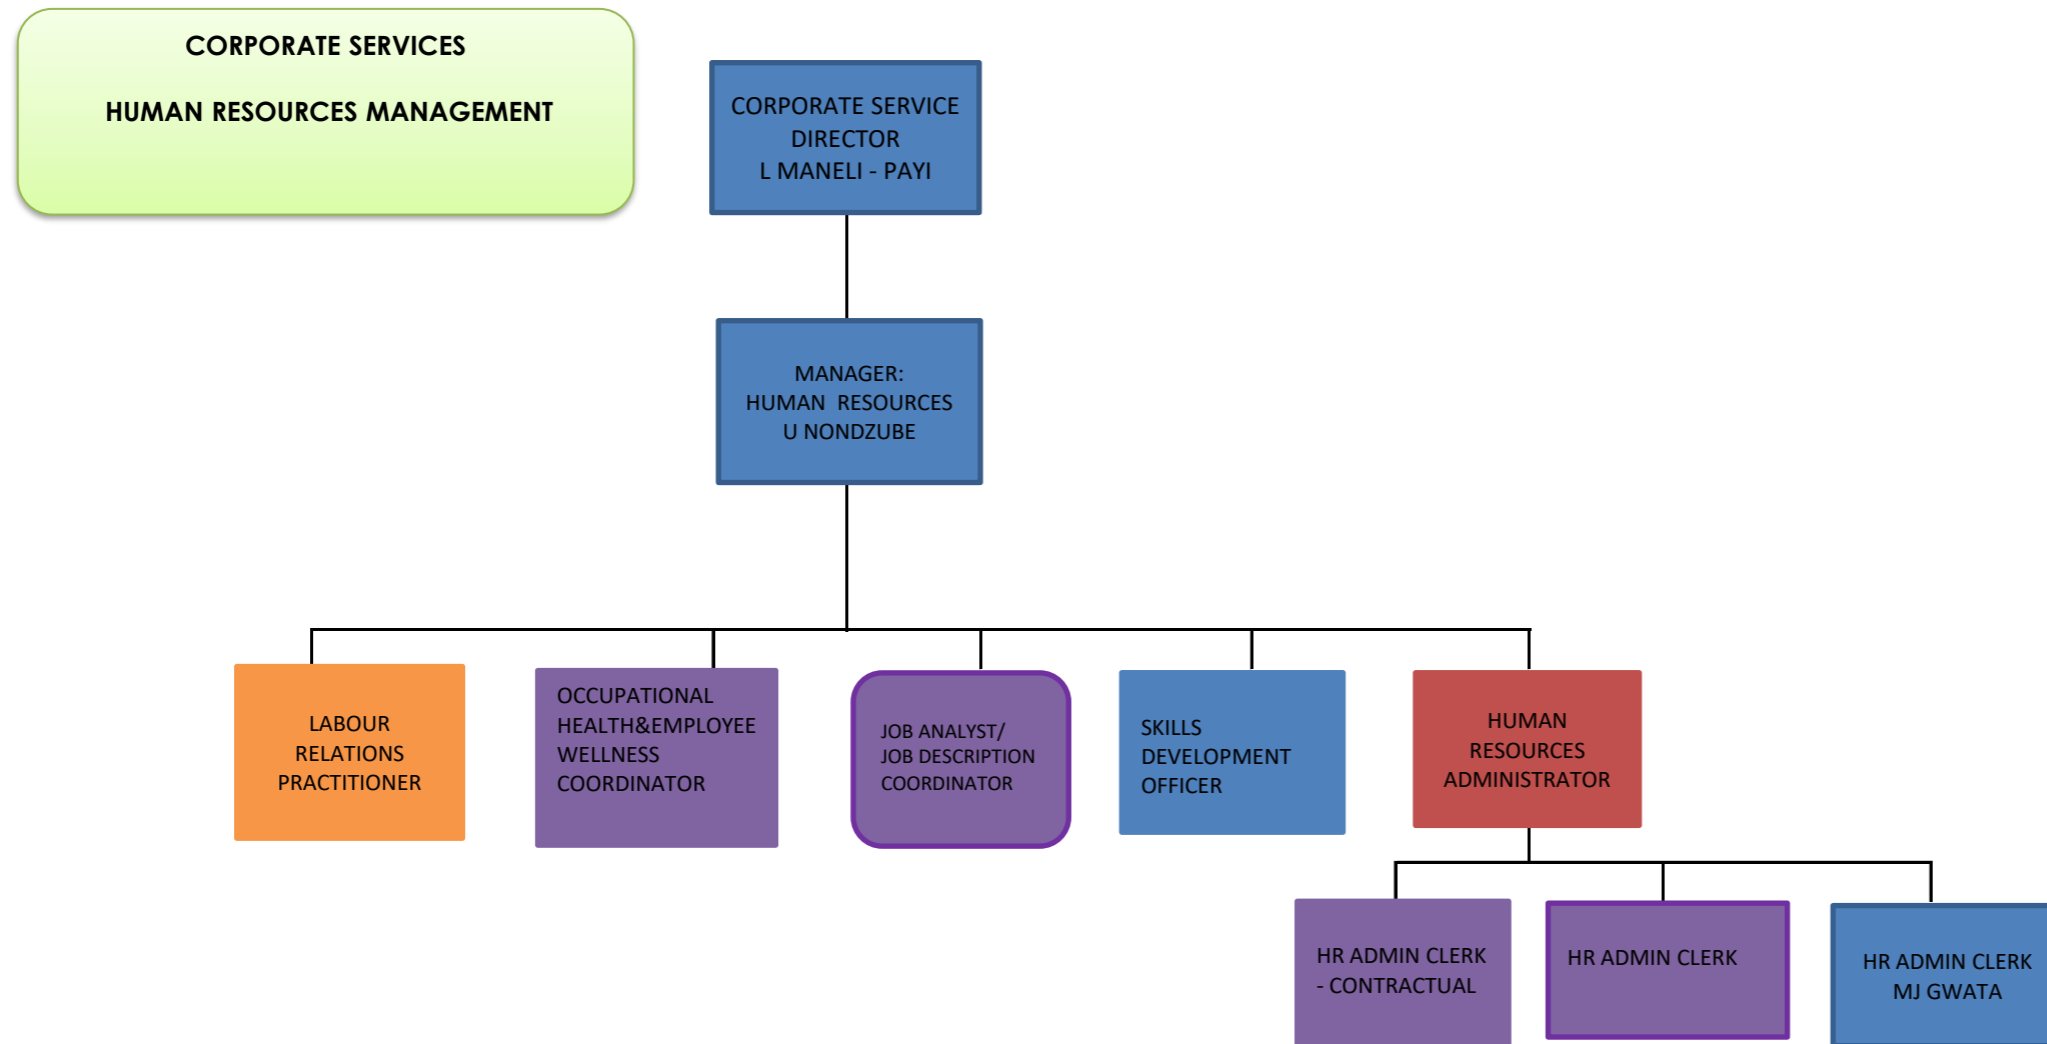 CORPORATE SERVICES
HUMAN RESOURCES MANAGEMENT
CORPORATE SERVICE
DIRECTOR
L MANELI - PAYI
MANAGER:
HUMAN  RESOURCES
U NONDZUBE
LABOUR
RELATIONS
PRACTITIONER
OCCUPATIONAL
HEALTH&EMPLOYEE
WELLNESS
COORDINATOR
JOB ANALYST/
JOB DESCRIPTION
COORDINATOR
SKILLS
DEVELOPMENT
OFFICER
HUMAN
RESOURCES
ADMINISTRATOR
HR ADMIN CLERK
- CONTRACTUAL
HR ADMIN CLERK
HR ADMIN CLERK
MJ GWATA